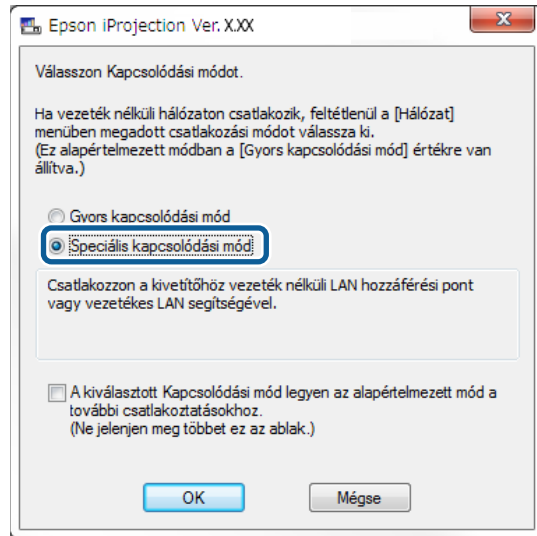 Epson iProjection Ver. X.XX
Válasszon Kapcsolódási módot.
Ha vezeték nélküli hálózaton csatlakozik, feltétlenül a [Hálózat]
menüben megadott csatlakozási módot válassza ki.
(Ez alapértelmezett módban a [Gyors kapcsolódási mód] értékre van
állítva.)
Gyors kapcsolódási mód
Speciális kapcsolódási mód
Csatlakozzon a kivetítőhöz vezeték nélküli LAN hozzáférési pont
vagy vezetékes LAN segítségével.
A kiválasztott Kapcsolódási mód legyen az alapértelmezett mód a
további csatlakoztatásokhoz.
(Ne jelenjen meg többet ez az ablak.)
OK Mégse